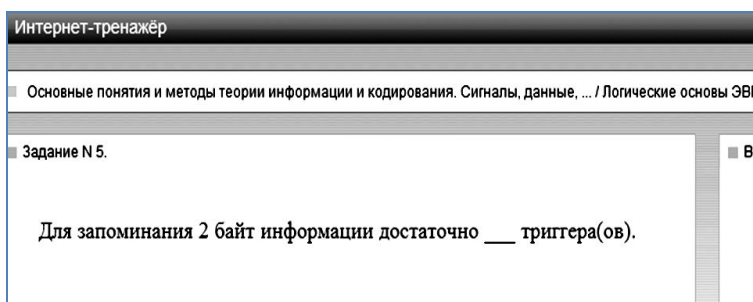 Интернет-тренажёр
Основные понятия и методы теории информации и кодирования. Сигналы, данные, ... / Логические основы ЭВ
Задание N 5.
В
Для запоминания 2 байт информации достаточно ___ триггера(ов).